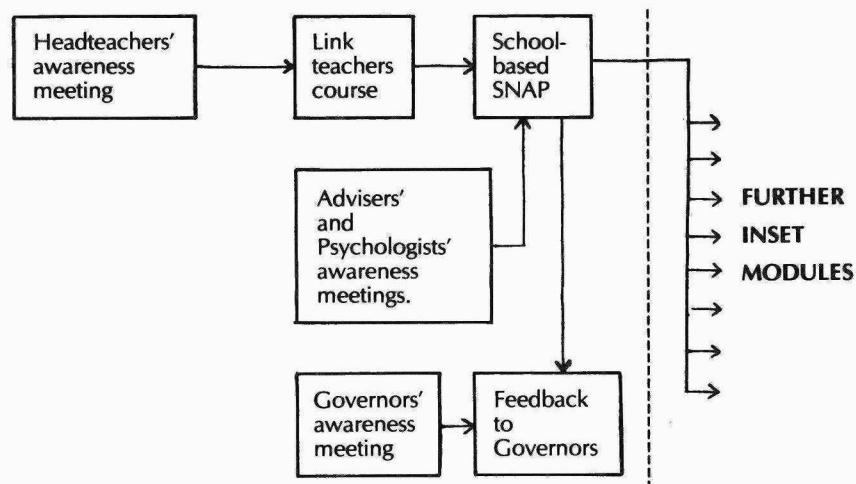 Headteachers'
awareness
meeting
Link
teachers
course
School-
based
SNAP
Advisers'
and
Psychologists'
awareness
meetings.
FURTHER
INSET
MODULES
Governors'
awareness
meeting
Feedback
to
Governors